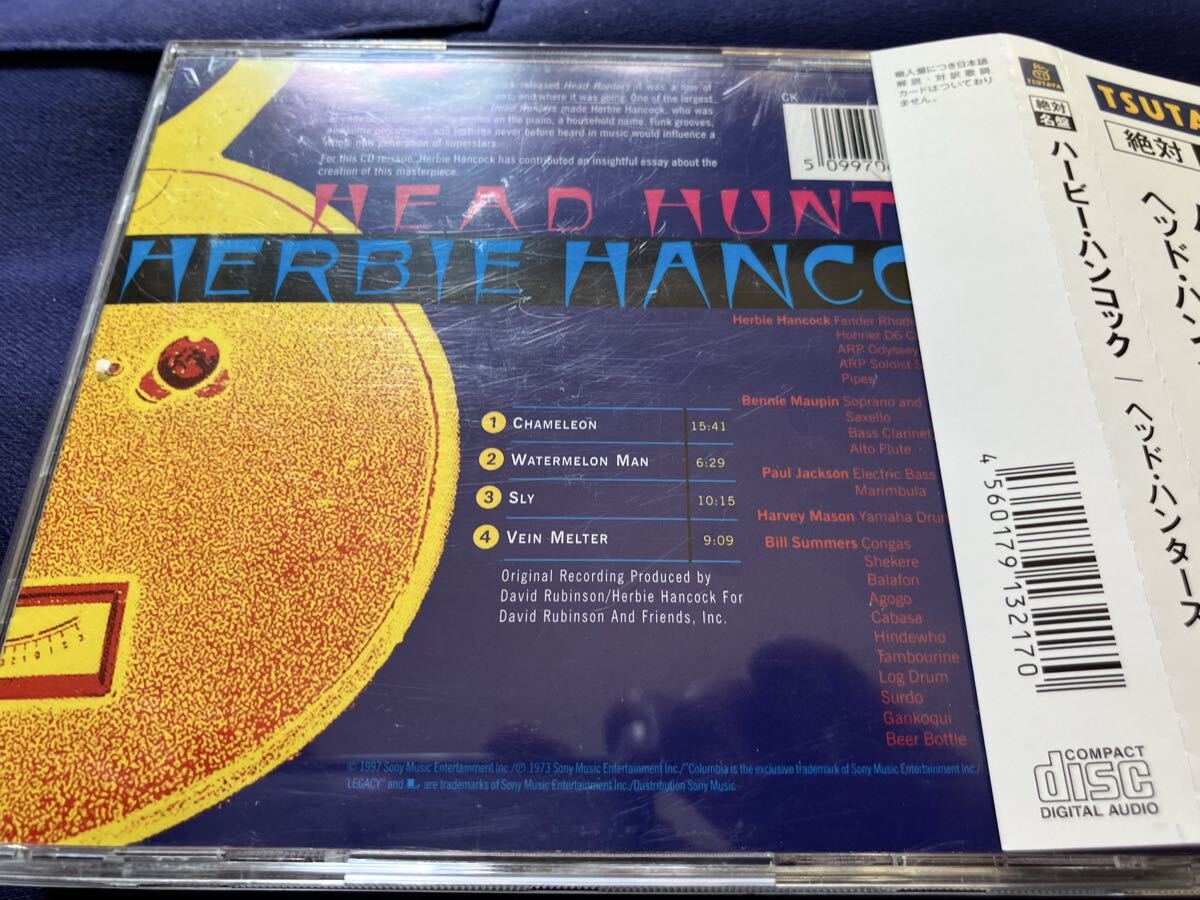 ck released Head Hunters it was a time of
and where it was going. One of the largest
Head Hunters made Herbie Hancock, who was
on the piano, a household name. Funk grooves,
awesome percussion, and textures never before heard in music would influence a
whole new generation of superstars.
For this CD reissue, Herbie Hancock has contributed an insightful essay about the
creation of this masterpiece.
CK
5 09970
HEAD HUNT
HERBIE HANCO
1 CHAMELEON 15:41
2 WATERMELON MAN 6:29
3 SLY 10:15
4 VEIN MELTER 9:09
Original Recording Produced by
David Rubinson/Herbie Hancock For
David Rubinson And Friends, Inc.
Herbie Hancock Fender Rhod
Hohner D6 C
ARP Odyssey
ARP Soloist S
Pipes
Bennie Maupin Soprano and
Saxello
Bass Clarinet
Alto Flute
Paul Jackson Electric Bass
Marimbula
Harvey Mason Yamaha Dru
Bill Summers Congas
Shekere
Balafon
Agogo
Cabasa
Hindewho
Tambourine
Log Drum
Surdo
Gankoqui
Beer Bottle
© 1997 Sony Music Entertainment Inc./℗ 1973 Sony Music Entertainment Inc./"Columbia is the exclusive trademark of Sony Music Entertainment Inc./
"LEGACY" and are trademarks of Sony Music Entertainment Inc./Distribution Sony Music
輸入盤につき日本語
解説・対訳歌詞
カードはついており
ません。
4 560179 132170
TSUTAYA
絶対
名盤
ハービー・ハンコック/ヘッド・ハンターズ
COMPACT
disc
DIGITAL AUDIO
TSUTA
絶対
ヘッド・ハン